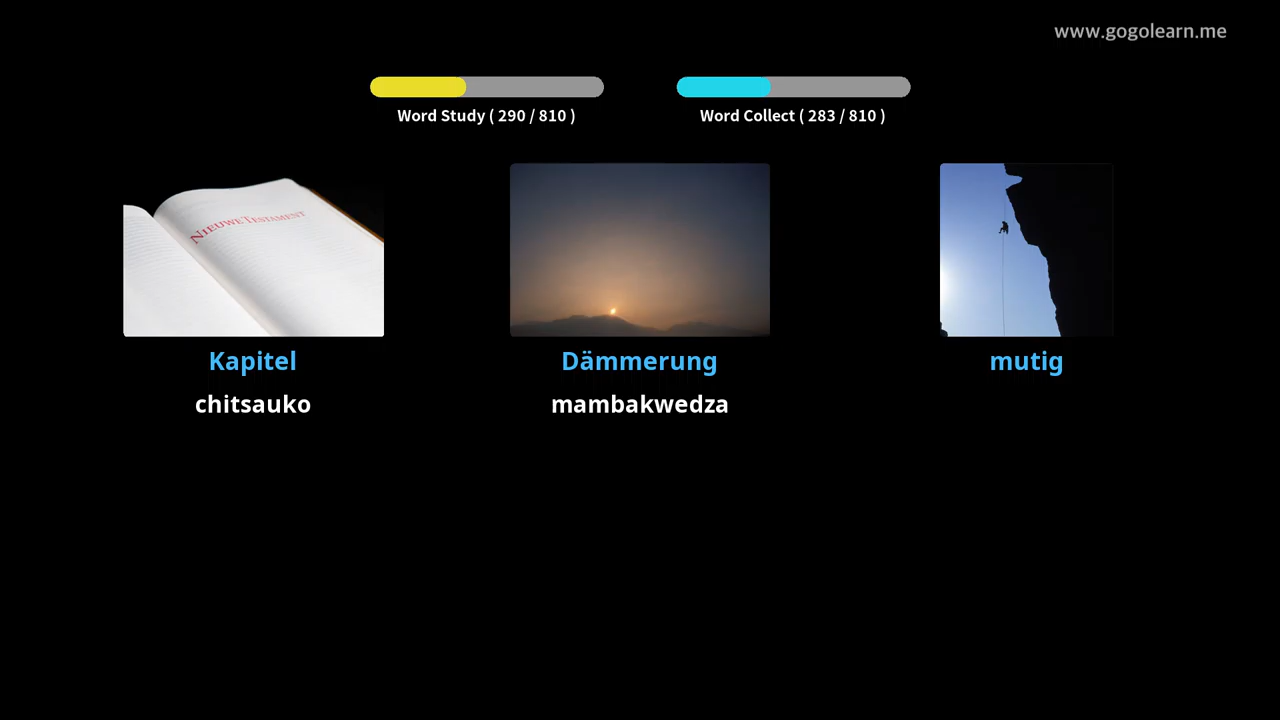 www.gogolearn.me
Word Study ( 290 / 810 )
Word Collect ( 283 / 810 )
NIEUWE TESTAMENT
Kapitel
Dämmerung
mutig
chitsauko
mambakwedza